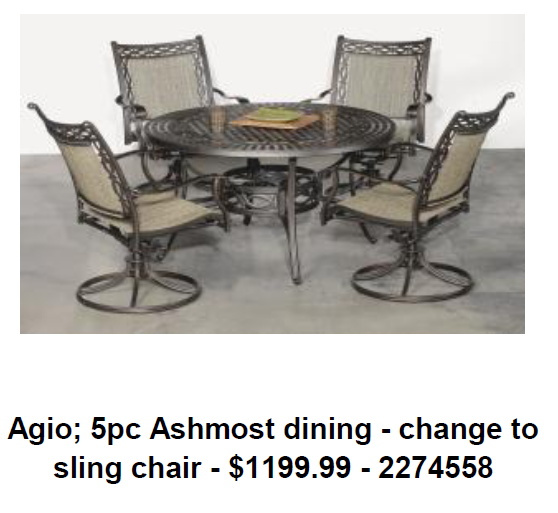 Agio; 5pc Ashmost dining - change to
sling chair - $1199.99 - 2274558